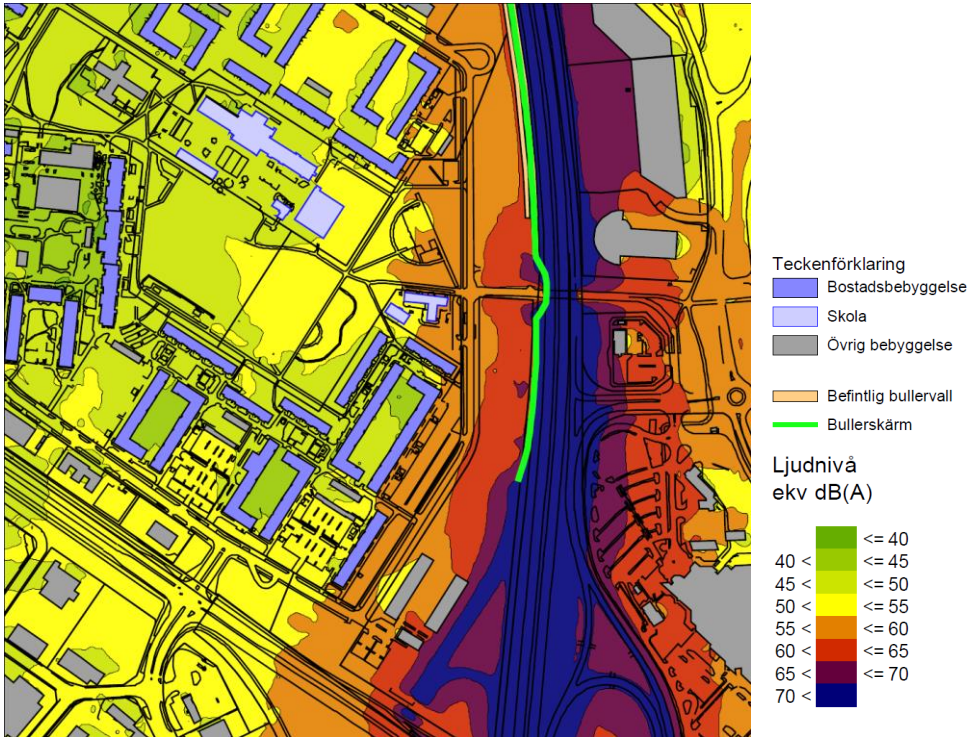 Teckenförklaring
Bostadsbebyggelse
Skola
Övrig bebyggelse
Befintlig bullervall
Bullerskärm
Ljudnivå
ekv dB(A)
<= 40
40 < <= 45
45 < <= 50
50 < <= 55
55 < <= 60
60 < <= 65
65 < <= 70
70 <